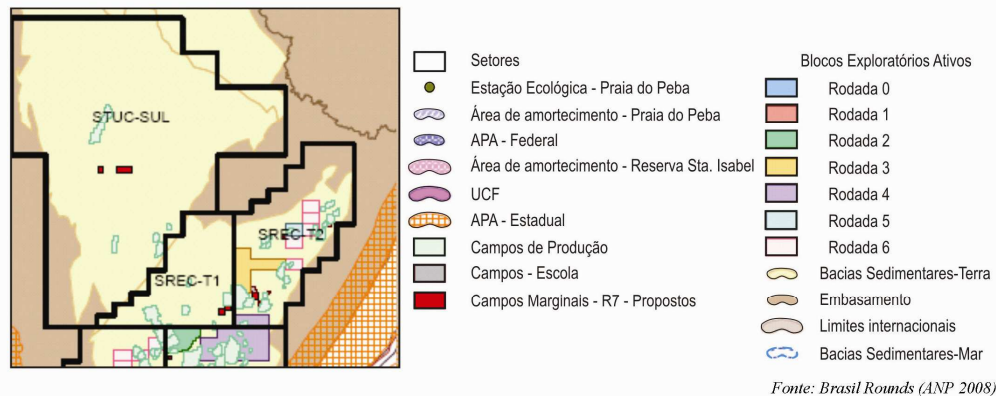 STUC-SUL
SREC-T2
SREC-T1
Setores
Estação Ecológica - Praia do Peba
Área de amortecimento - Praia do Peba
APA - Federal
Área de amortecimento - Reserva Sta. Isabel
UCF
APA - Estadual
Campos de Produção
Campos - Escola
Campos Marginais - R7 - Propostos
Blocos Exploratórios Ativos
Rodada 0
Rodada 1
Rodada 2
Rodada 3
Rodada 4
Rodada 5
Rodada 6
Bacias Sedimentares-Terra
Embasamento
Limites internacionais
Bacias Sedimentares-Mar
Fonte: Brasil Rounds (ANP 2008)